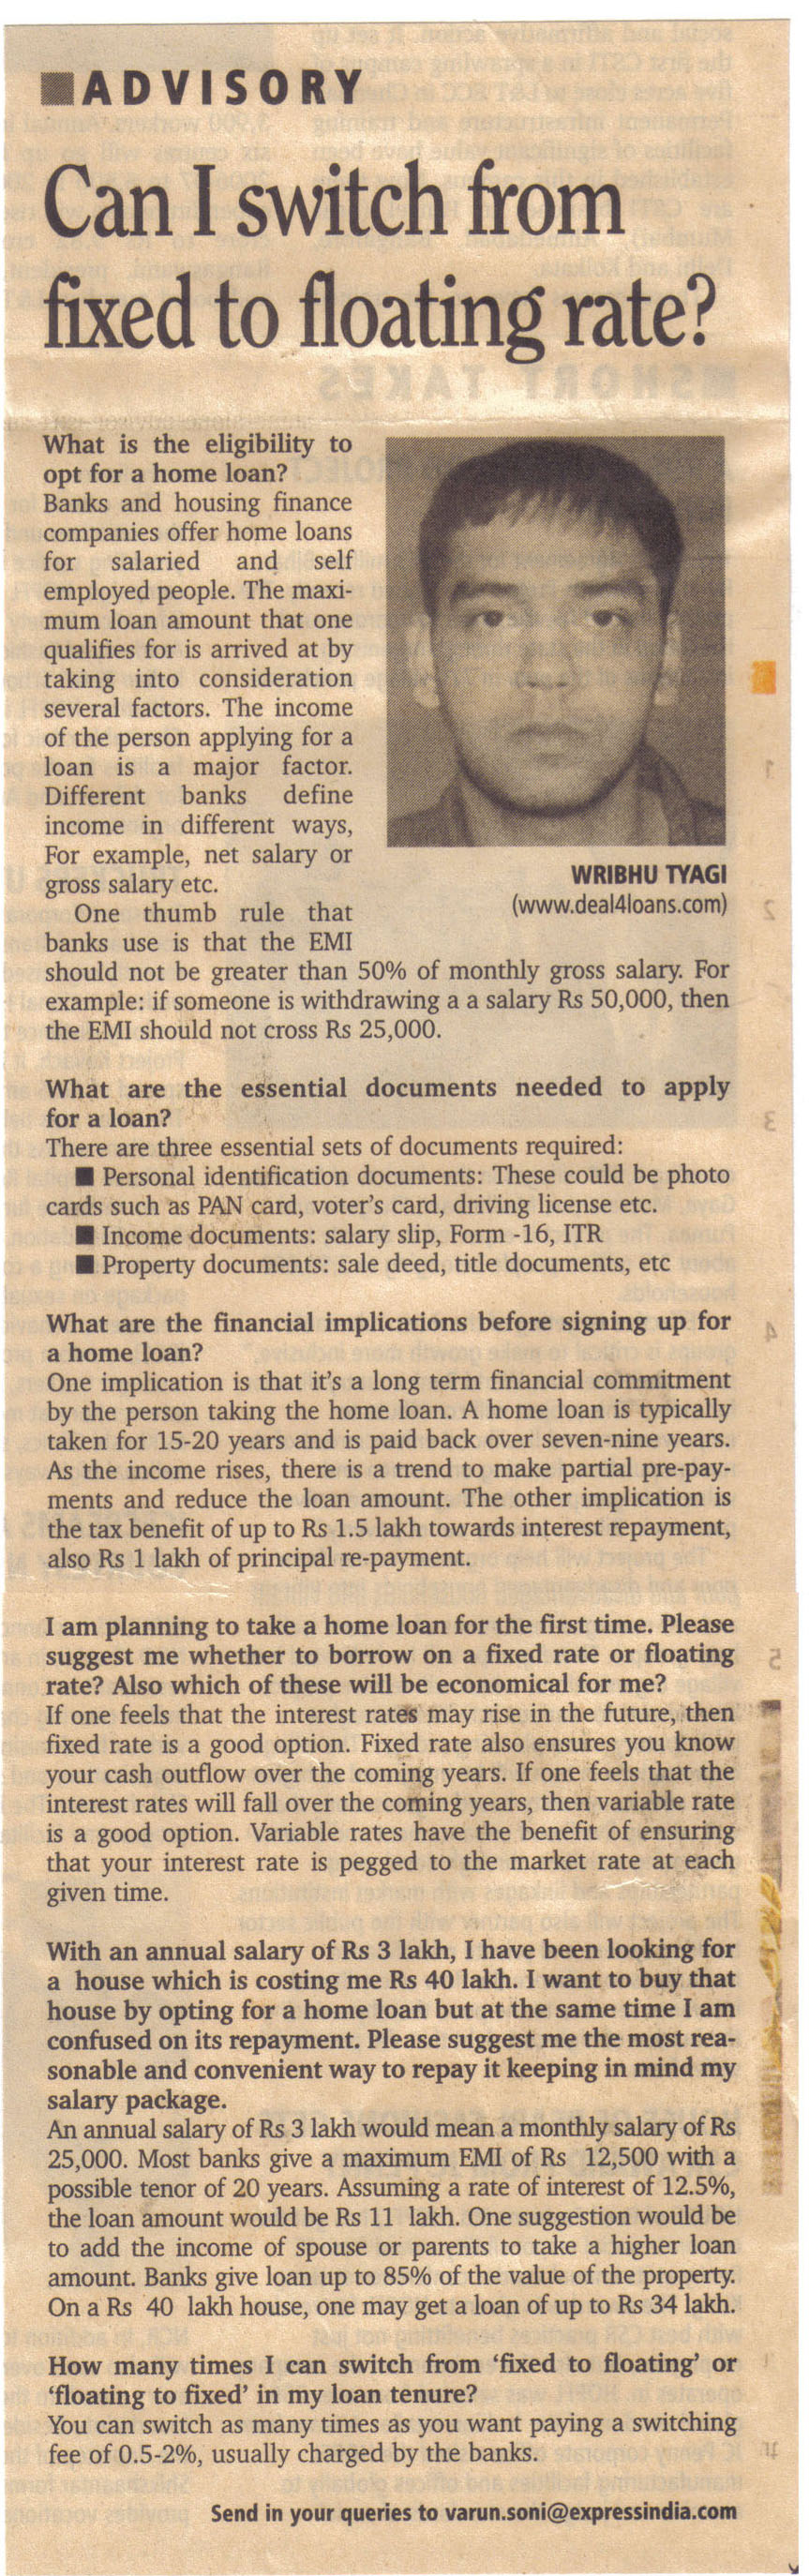 ADVISORY
Can I switch from
fixed to floating rate?
What is the eligibility to
opt for a home loan?
Banks and housing finance
companies offer home loans
for salaried and self
employed people. The maxi-
mum loan amount that one
qualifies for is arrived at by
taking into consideration
several factors. The income
of the person applying for a
loan is a major factor.
Different banks define
income in different ways,
For example, net salary or
gross salary etc.
One thumb rule that
banks use is that the EMI
should not be greater than 50% of monthly gross salary. For
example: if someone is withdrawing a a salary Rs 50,000, then
the EMI should not cross Rs 25,000.
WRIBHU TYAGI
(www.deal4loans.com)
What are the essential documents needed to apply
for a loan?
There are three essential sets of documents required:
■ Personal identification documents: These could be photo
cards such as PAN card, voter's card, driving license etc.
■ Income documents: salary slip, Form -16, ITR
■ Property documents: sale deed, title documents, etc
What are the financial implications before signing up for
a home loan?
One implication is that it's a long term financial commitment
by the person taking the home loan. A home loan is typically
taken for 15-20 years and is paid back over seven-nine years.
As the income rises, there is a trend to make partial pre-pay-
ments and reduce the loan amount. The other implication is
the tax benefit of up to Rs 1.5 lakh towards interest repayment,
also Rs 1 lakh of principal re-payment.
I am planning to take a home loan for the first time. Please
suggest me whether to borrow on a fixed rate or floating
rate? Also which of these will be economical for me?
If one feels that the interest rates may rise in the future, then
fixed rate is a good option. Fixed rate also ensures you know
your cash outflow over the coming years. If one feels that the
interest rates will fall over the coming years, then variable rate
is a good option. Variable rates have the benefit of ensuring
that your interest rate is pegged to the market rate at each
given time.
With an annual salary of Rs 3 lakh, I have been looking for
a house which is costing me Rs 40 lakh. I want to buy that
house by opting for a home loan but at the same time I am
confused on its repayment. Please suggest me the most rea-
sonable and convenient way to repay it keeping in mind my
salary package.
An annual salary of Rs 3 lakh would mean a monthly salary of Rs
25,000. Most banks give a maximum EMI of Rs 12,500 with a
possible tenor of 20 years. Assuming a rate of interest of 12.5%,
the loan amount would be Rs 11 lakh. One suggestion would be
to add the income of spouse or parents to take a higher loan
amount. Banks give loan up to 85% of the value of the property.
On a Rs 40 lakh house, one may get a loan of up to Rs 34 lakh.
How many times I can switch from 'fixed to floating' or
'floating to fixed' in my loan tenure?
You can switch as many times as you want paying a switching
fee of 0.5-2%, usually charged by the banks.
Send in your queries to varun.soni@expressindia.com